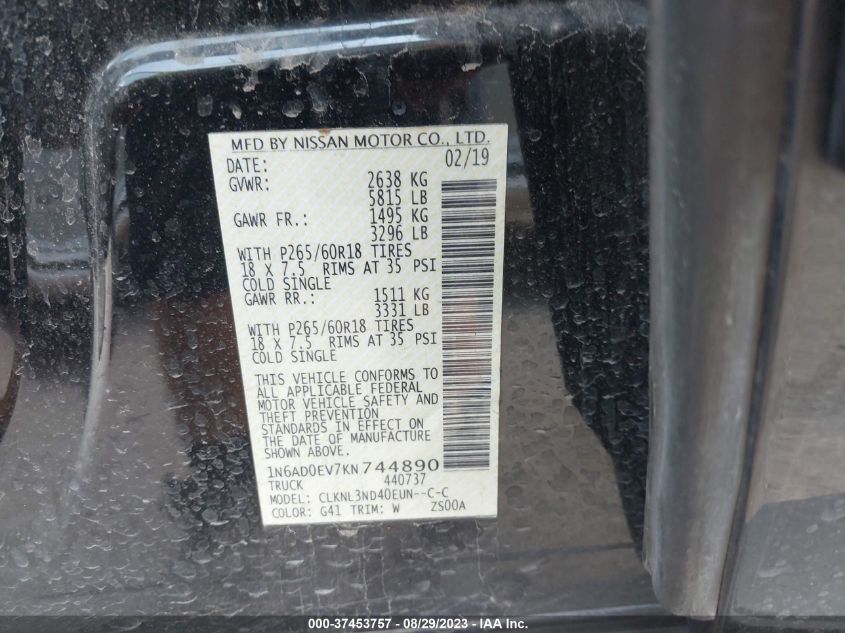 MFD BY NISSAN MOTOR CO., LTD.
DATE: 02/19
GVWR: 2638 KG
5815 LB
GAWR FR.: 1495 KG
3296 LB
WITH P265/60R18 TIRES
18 X 7.5 RIMS AT 35 PSI
COLD SINGLE
GAWR RR.: 1511 KG
3331 LB
WITH P265/60R18 TIRES
18 X 7.5 RIMS AT 35 PSI
COLD SINGLE
THIS VEHICLE CONFORMS TO
ALL APPLICABLE FEDERAL
MOTOR VEHICLE SAFETY AND
THEFT PREVENTION
STANDARDS IN EFFECT ON
THE DATE OF MANUFACTURE
SHOWN ABOVE.
1N6AD0EV7KN744890
TRUCK 440737
MODEL: CLKNL3ND40EUN--C-C
COLOR: G41 TRIM: W ZS00A
000-37453757 - 08/29/2023 - IAA Inc.